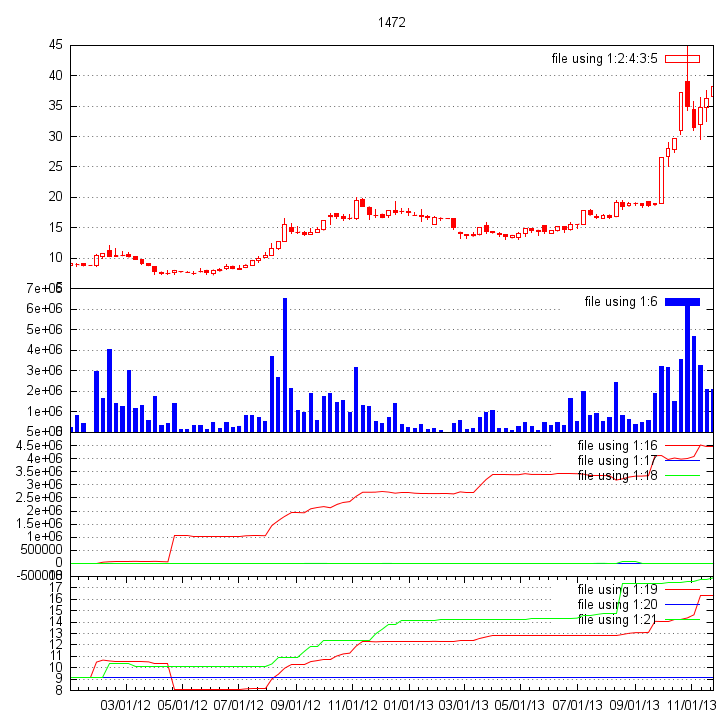 1472
45
file using 1:2:4:3:5
40
35
30
25
20
15
10
5
7e+06
file using 1:6
6e+06
5e+06
4e+06
3e+06
2e+06
1e+06
0
5e+06
4.5e+06
file using 1:16
4e+06
file using 1:17
3.5e+06
file using 1:18
3e+06
2.5e+06
2e+06
1.5e+06
1e+06
500000
0
-500000
18
17
file using 1:19
16
file using 1:20
15
file using 1:21
14
13
12
11
10
9
8
03/01/12 05/01/12 07/01/12 09/01/12 11/01/12 01/01/13 03/01/13 05/01/13 07/01/13 09/01/13 11/01/13